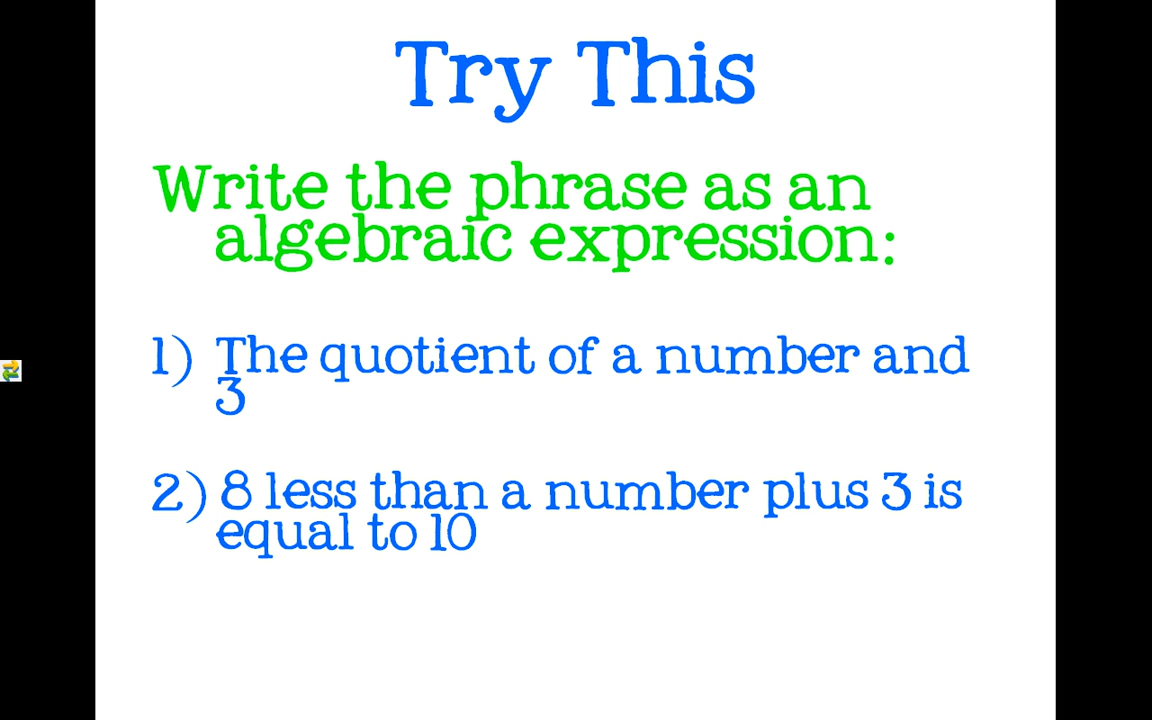 Try This
Write the phrase as an
algebraic expression:
1) The quotient of a number and
3
2) 8 less than a number plus 3 is
equal to 10